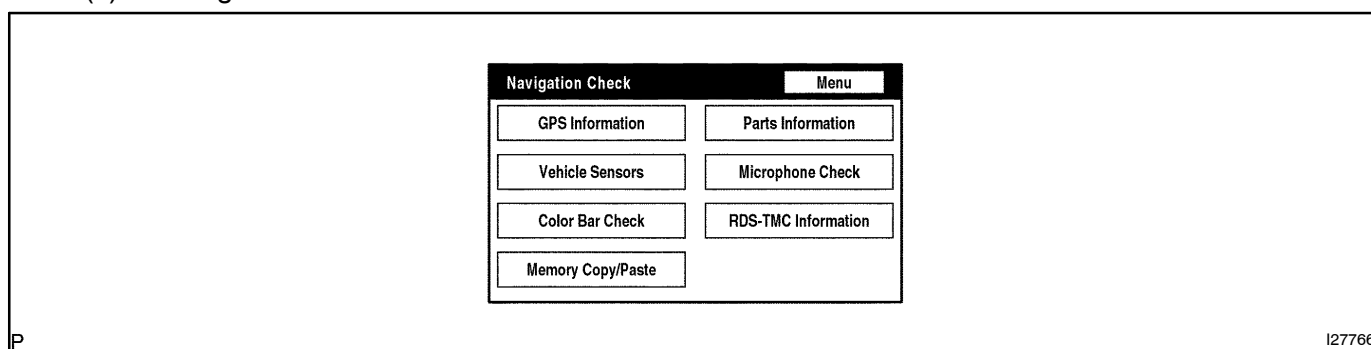 Navigation Check Menu
GPS Information Parts Information
Vehicle Sensors Microphone Check
Color Bar Check RDS-TMC Information
Memory Copy/Paste
P I27766